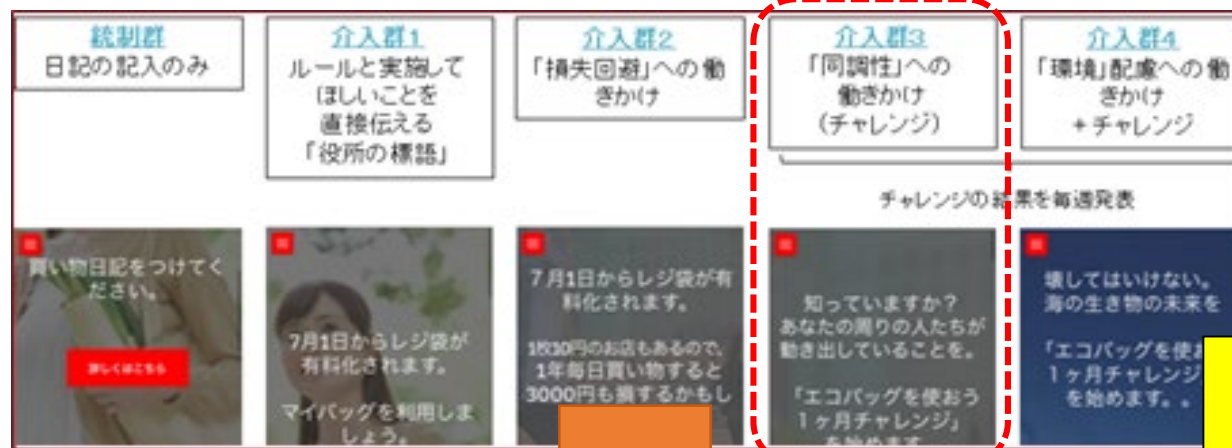 統制群
日記の記入のみ
介入群1
ルールと実施して
ほしいことを
直接伝える
「役所の標語」
介入群2
「損失回避」への働
きかけ
介入群3
「同調性」への
働きかけ
(チャレンジ)
介入群4
「環境」配慮への働
きかけ
+チャレンジ
チャレンジの結果を毎週発表
買い物日記をつけてく
ださい。
詳しくはこちら
7月1日からレジ袋が
有料化されます。
マイバッグを利用しま
しょう。
7月1日からレジ袋が有
料化されます。
1枚10円のお店もあるので、
1年毎日買い物すると
3000円も損するかもし
知っていますか?
あなたの周りの人たちが
動き出していることを。
「エコバッグを使おう
1ヶ月チャレンジ」
を始めます。
壊してはいけない。
海の生き物の未来を
「エコバッグを使お
1ヶ月チャレンジ
を始めます。。